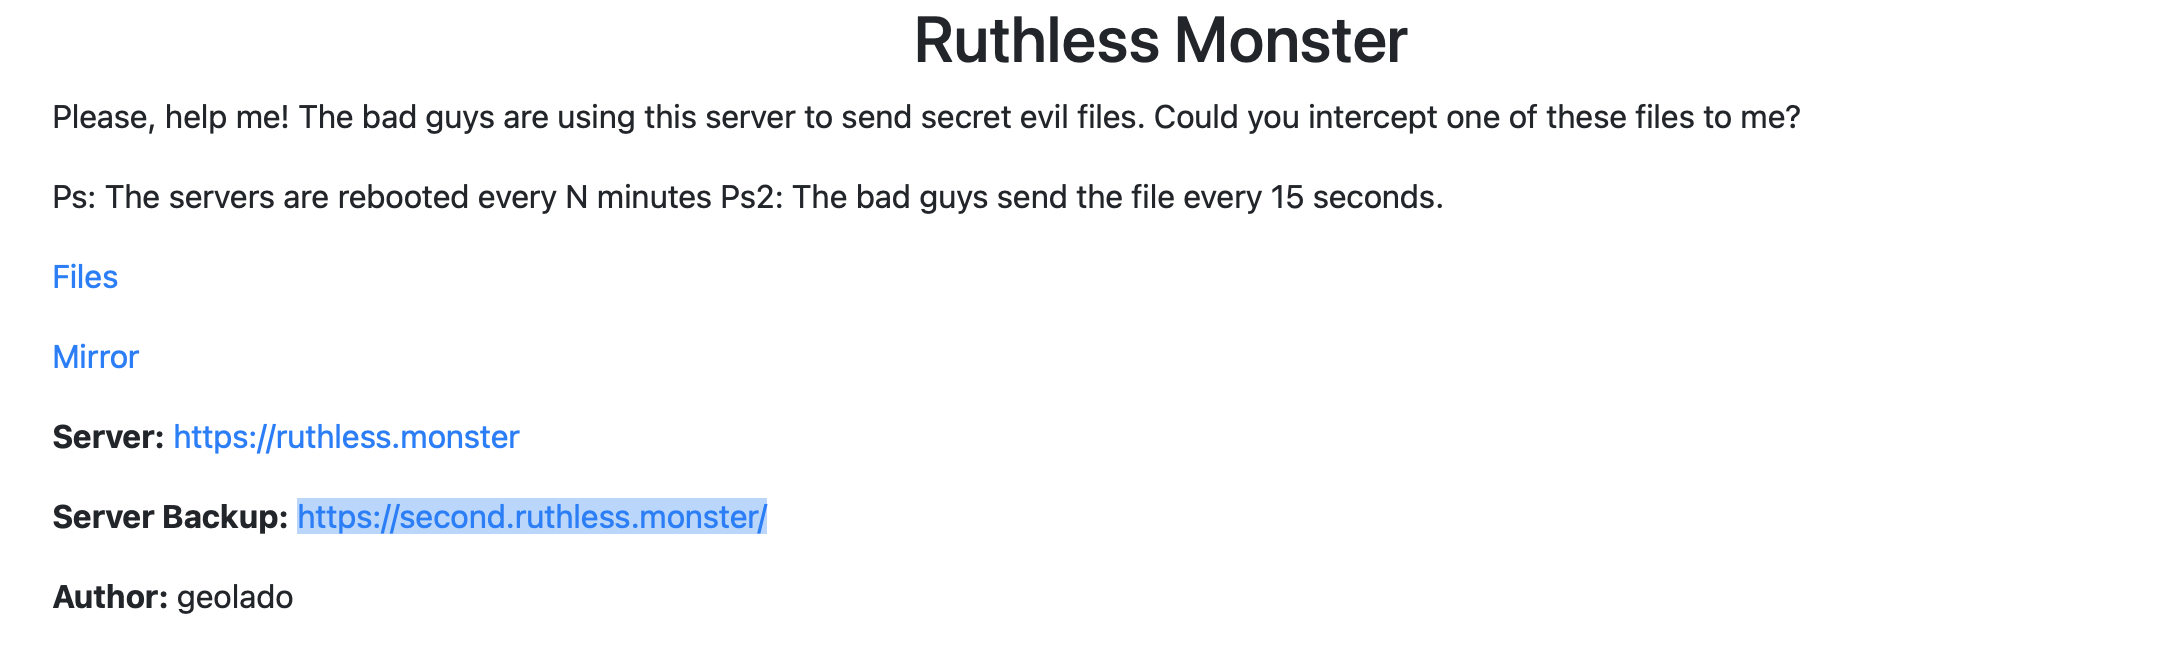 Ruthless Monster
Please, help me! The bad guys are using this server to send secret evil files. Could you intercept one of these files to me?
Ps: The servers are rebooted every N minutes Ps2: The bad guys send the file every 15 seconds.
Files
Mirror
Server: https://ruthless.monster
Server Backup: https://second.ruthless.monster/
Author: geolado